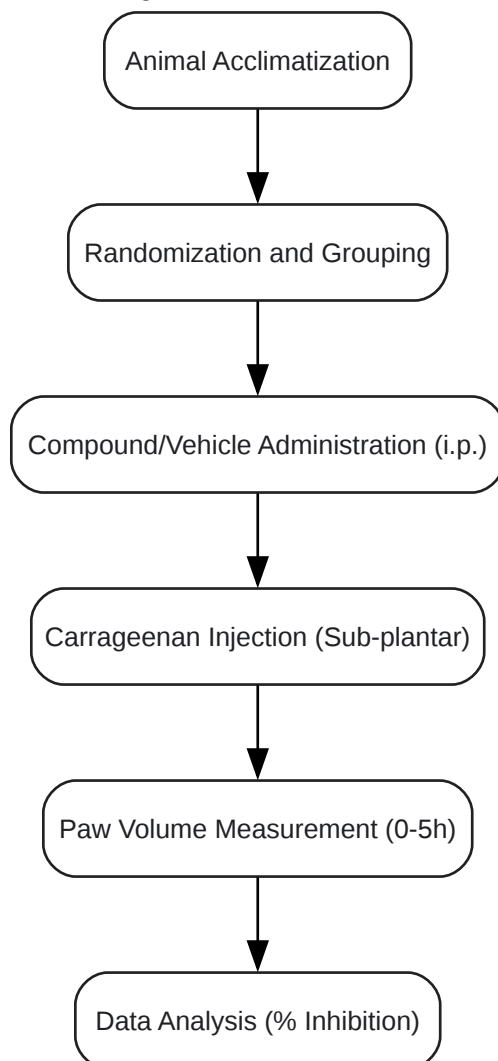 Animal Acclimatization
Randomization and Grouping
Compound/Vehicle Administration (i.p.)
Carrageenan Injection (Sub-plantar)
Paw Volume Measurement (0-5h)
Data Analysis (% Inhibition)